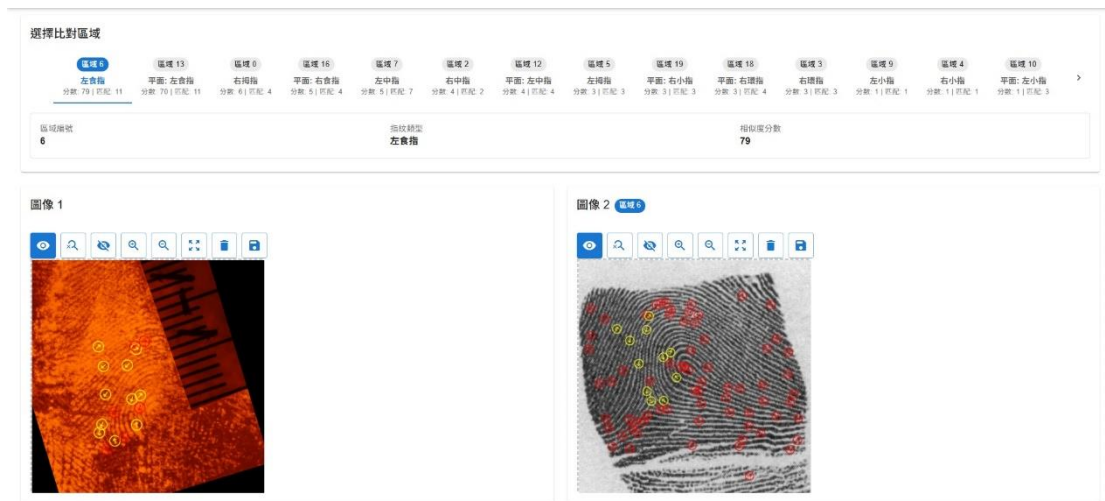 選擇比對區域
區域 6 區域 13 區域 0 區域 16 區域 7 區域 2 區域 12 區域 5 區域 19 區域 18 區域 3 區域 9 區域 4 區域 10
左食指 平面: 左食指 右拇指 平面: 右食指 左中指 右中指 平面: 左中指 左拇指 平面: 右小指 平面: 右環指 右環指 左小指 右小指 平面: 左小指
分數: 79 | 匹配: 11 分數: 70 | 匹配: 11 分數: 6 | 匹配: 4 分數: 5 | 匹配: 4 分數: 5 | 匹配: 7 分數: 4 | 匹配: 2 分數: 4 | 匹配: 4 分數: 3 | 匹配: 3 分數: 3 | 匹配: 3 分數: 3 | 匹配: 4 分數: 3 | 匹配: 3 分數: 1 | 匹配: 1 分數: 1 | 匹配: 1 分數: 1 | 匹配: 3
區域編號 指紋類型 相似度分數
6 左食指 79
圖像 1 圖像 2 區域 6